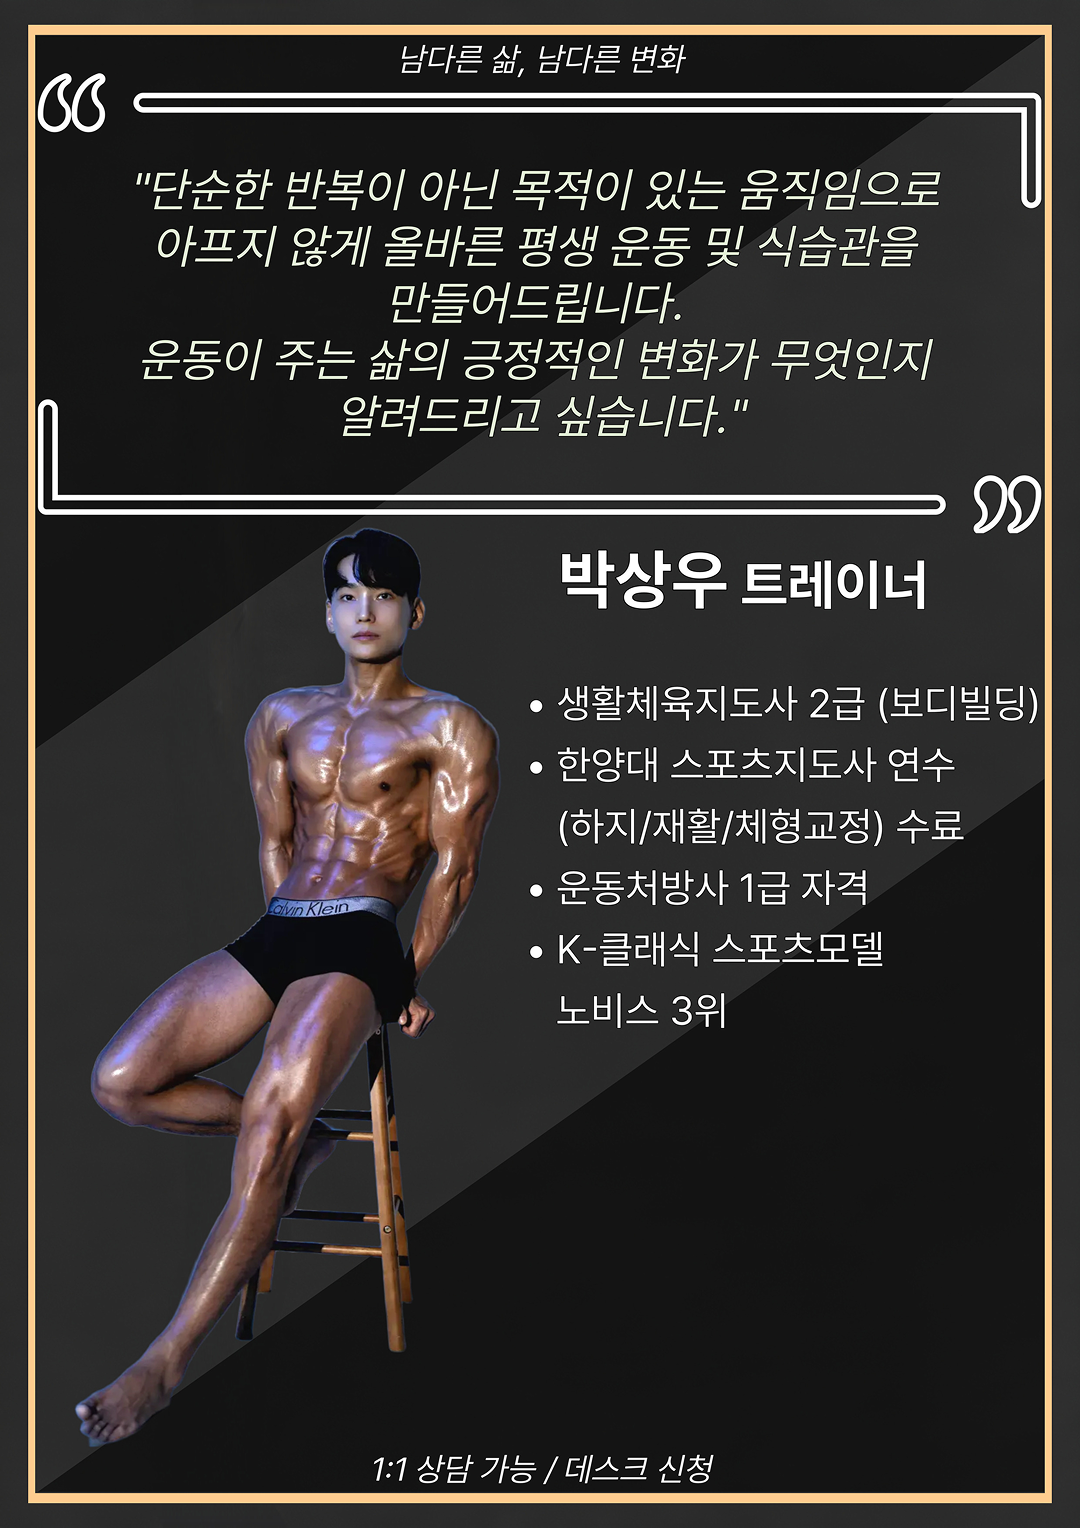 남다른 삶, 남다른 변화
"단순한 반복이 아닌 목적이 있는 움직임으로
아프지 않게 올바른 평생 운동 및 식습관을
만들어드립니다.
운동이 주는 삶의 긍정적인 변화가 무엇인지
알려드리고 싶습니다."
박상우 트레이너
• 생활체육지도사 2급 (보디빌딩)
• 한양대 스포츠지도사 연수
(하지/재활/체형교정) 수료
• 운동처방사 1급 자격
• K-클래식 스포츠모델
노비스 3위
Calvin Klein
1:1 상담 가능 / 데스크 신청